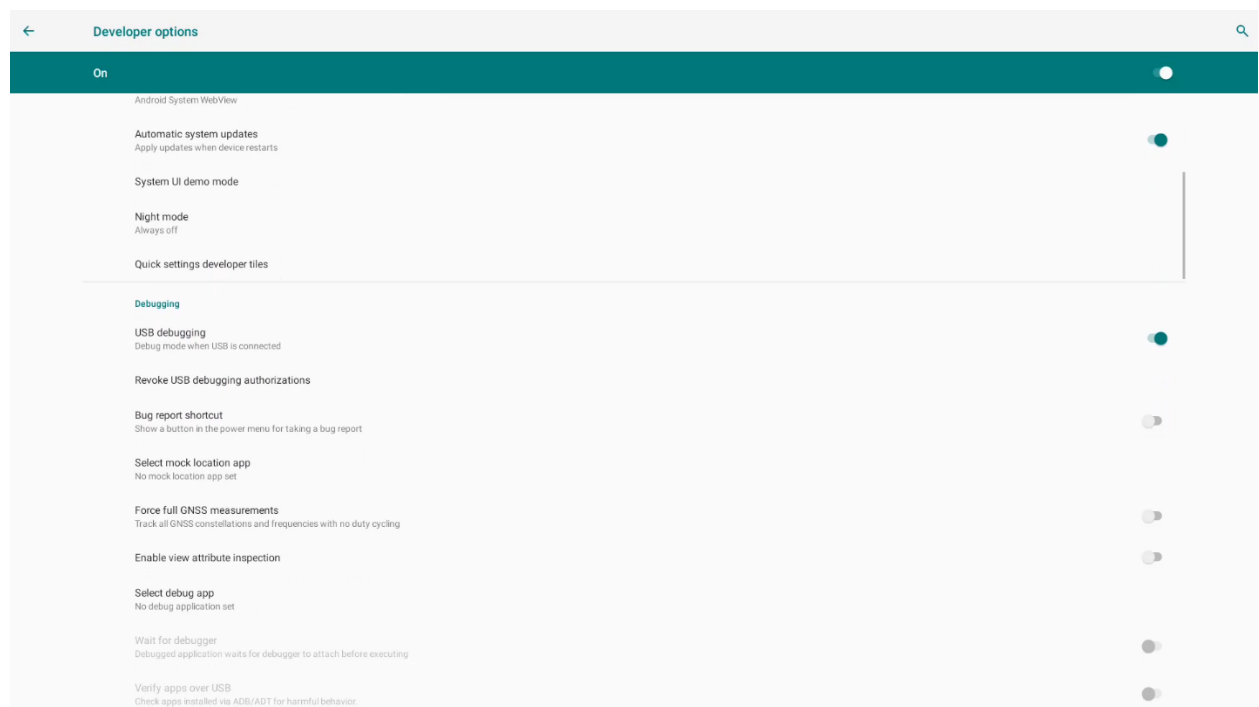 Developer options
On
Android System WebView
Automatic system updates
Apply updates when device restarts
System UI demo mode
Night mode
Always off
Quick settings developer tiles
Debugging
USB debugging
Debug mode when USB is connected
Revoke USB debugging authorizations
Bug report shortcut
Show a button in the power menu for taking a bug report
Select mock location app
No mock location app set
Force full GNSS measurements
Track all GNSS constellations and frequencies with no duty cycling
Enable view attribute inspection
Select debug app
No debug application set
Wait for debugger
Debugged application waits for debugger to attach before executing
Verify apps over USB
Check apps installed via ADB/ADT for harmful behavior.